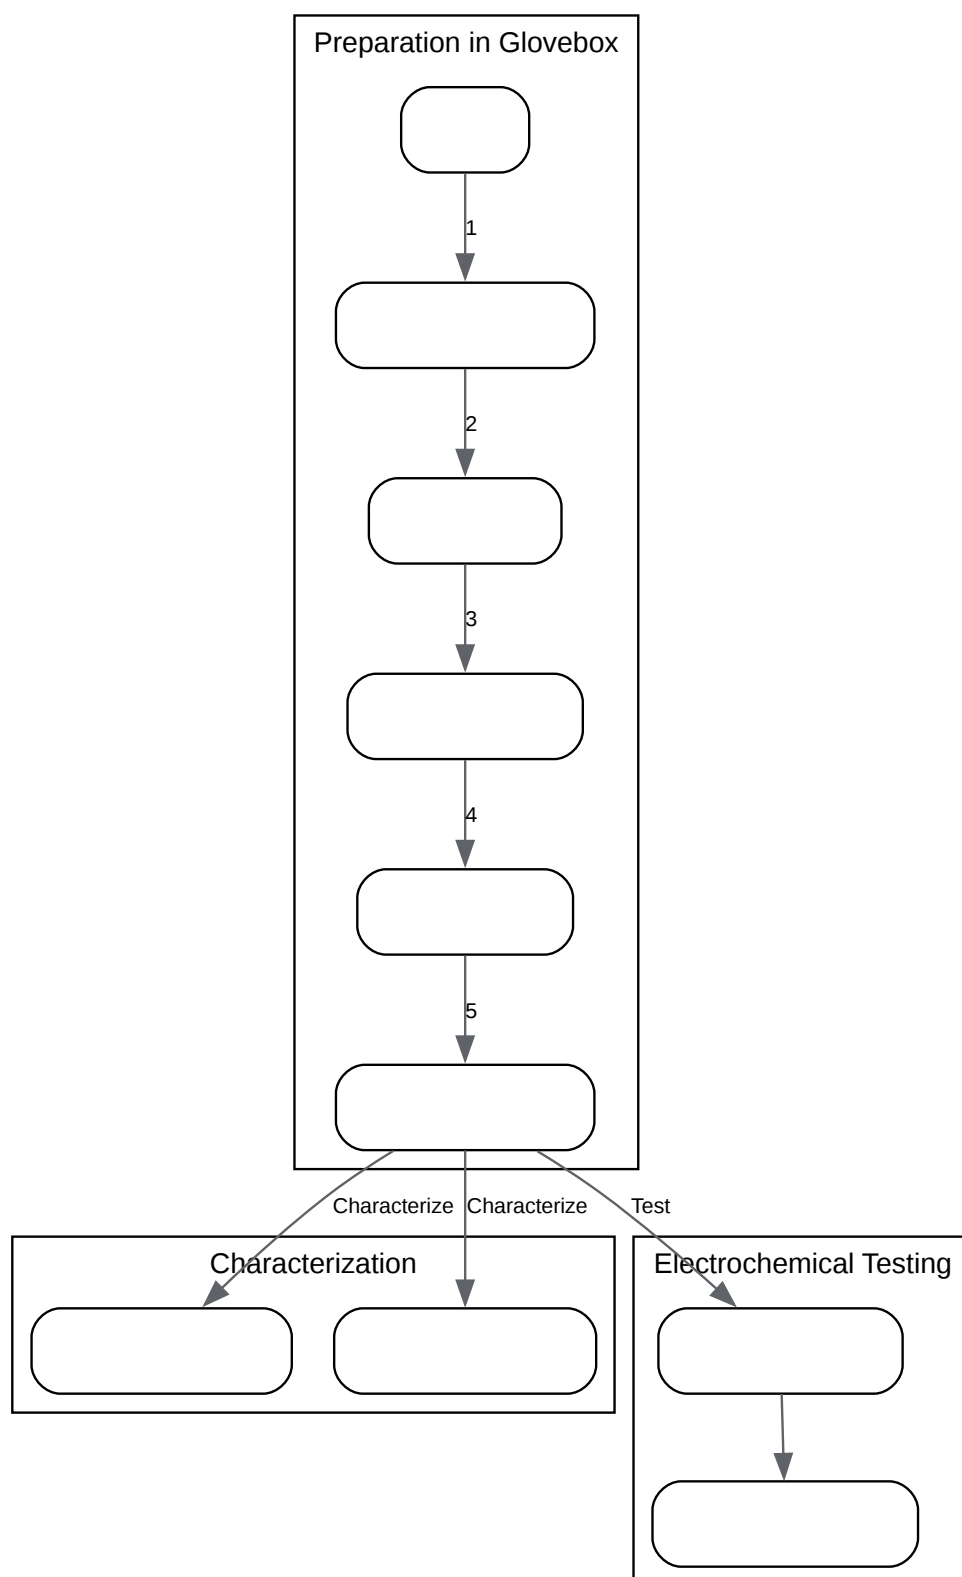 Preparation in Glovebox
1
2
3
4
5
Characterize
Characterize
Test
Characterization
Electrochemical Testing